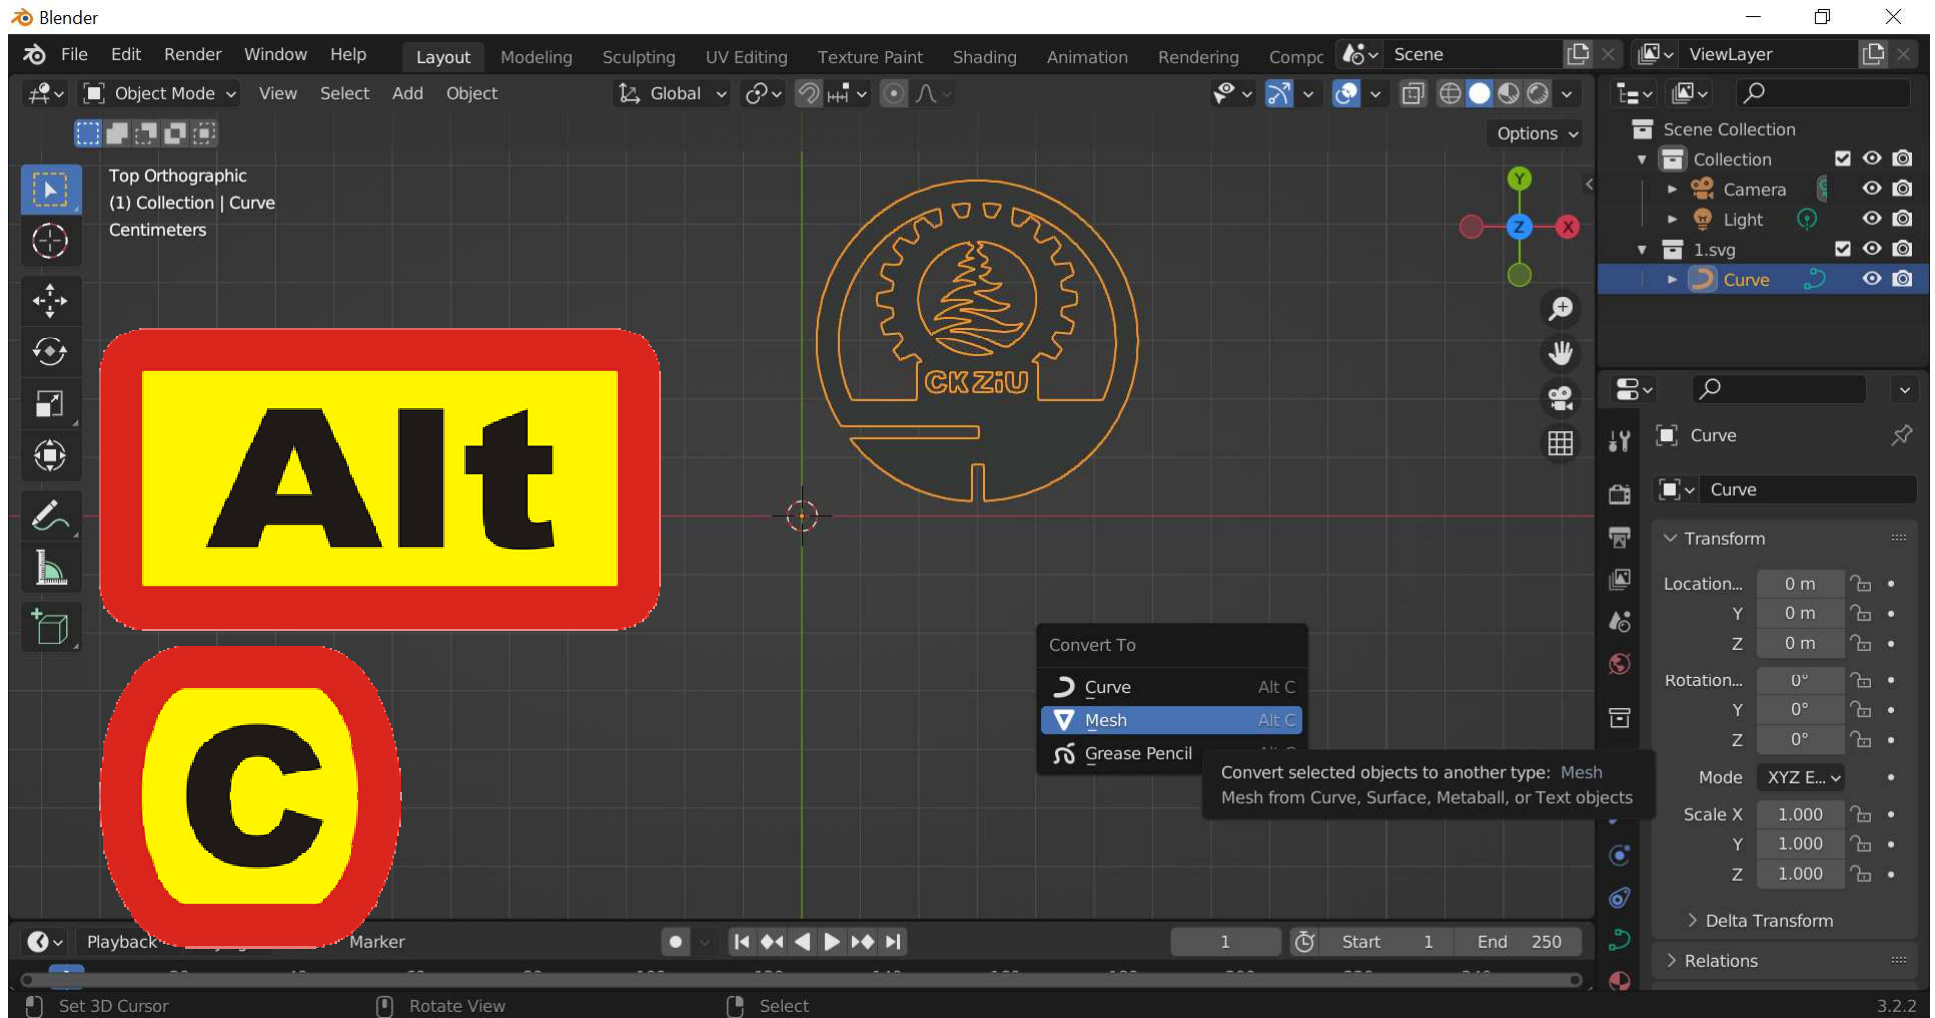 Blender
File Edit Render Window Help Layout Modeling Sculpting UV Editing Texture Paint Shading Animation Rendering Compc Scene ViewLayer
Object Mode View Select Add Object Global
Options
Top Orthographic
(1) Collection | Curve
Centimeters
Y
Z X
CKZiU
Alt
C
Convert To
Curve Alt C
Mesh Alt C
Grease Pencil
Convert selected objects to another type: Mesh
Mesh from Curve, Surface, Metaball, or Text objects
Scene Collection
Collection
Camera
Light
1.svg
Curve
Curve
Curve
Transform
Location... 0 m
Y 0 m
Z 0 m
Rotation... 0°
Y 0°
Z 0°
Mode XYZ E...
Scale X 1.000
Y 1.000
Z 1.000
Delta Transform
Relations
Playback Marker 1 Start 1 End 250
Set 3D Cursor Rotate View Select 3.2.2